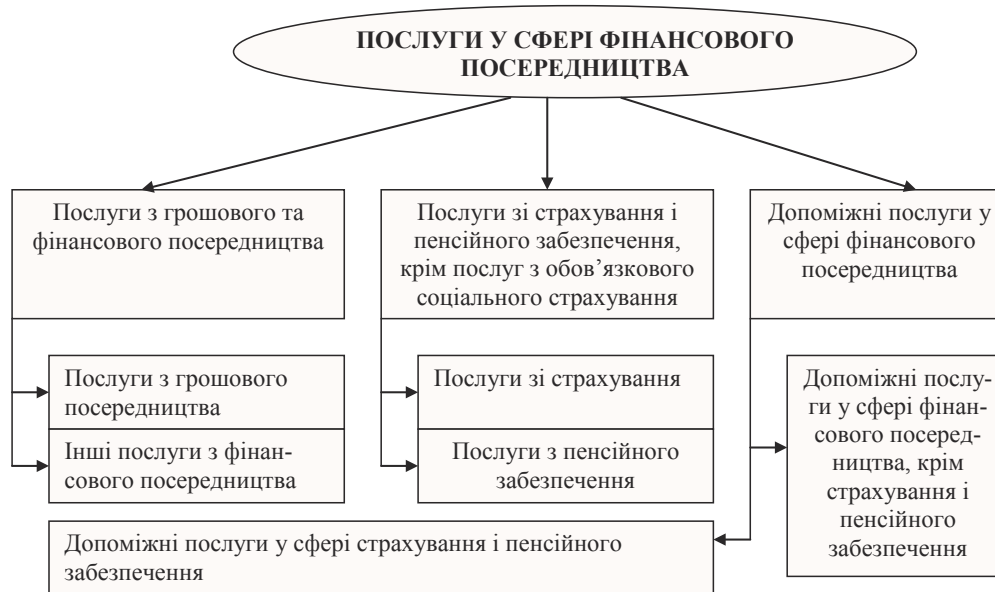 ПОСЛУГИ У СФЕРІ ФІНАНСОВОГО
ПОСЕРЕДНИЦТВА
Послуги з грошового та
фінансового посередництва
Послуги зі страхування і
пенсійного забезпечення,
крім послуг з обов’язкового
соціального страхування
Допоміжні послуги у
сфері фінансового
посередництва
Послуги з грошового
посередництва
Інші послуги з фінан-
сового посередництва
Послуги зі страхування
Послуги з пенсійного
забезпечення
Допоміжні послу-
ги у сфері фінан-
сового посеред-
ництва, крім
страхування і
пенсійного
забезпечення
Допоміжні послуги у сфері страхування і пенсійного
забезпечення